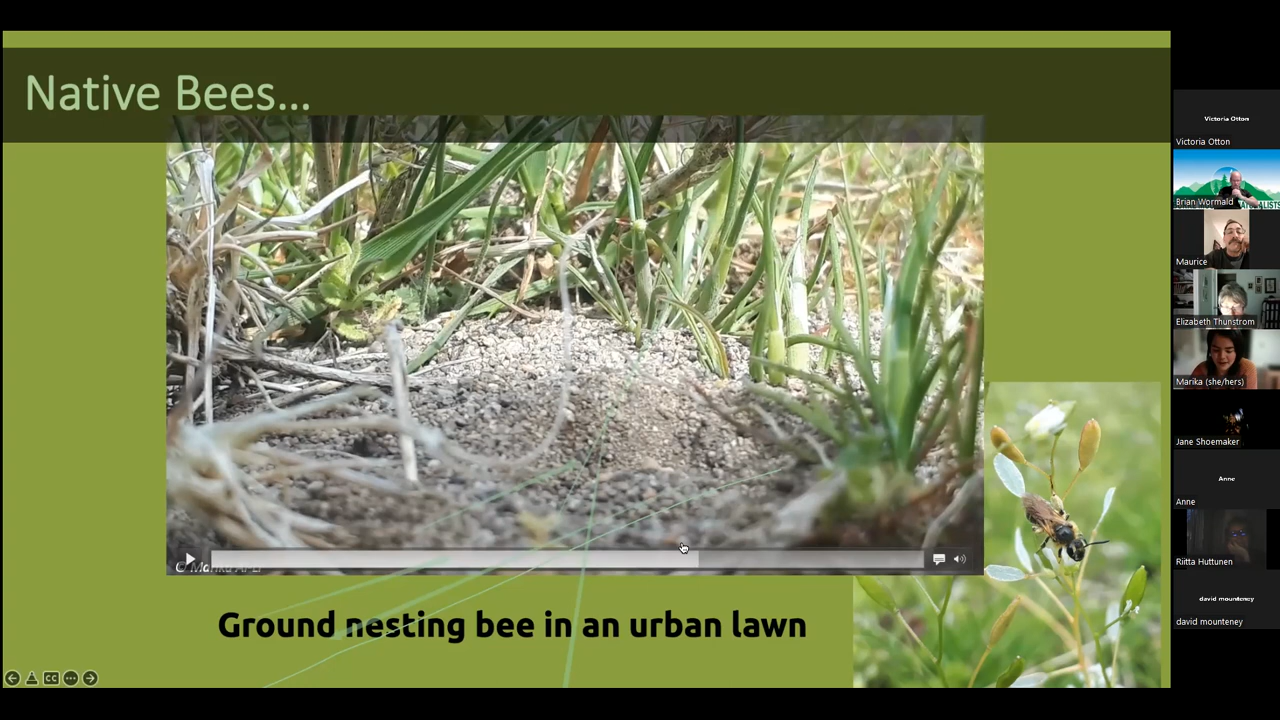 Native Bees...
Ground nesting bee in an urban lawn
CC
Victoria Otton
Victoria Otton
Brian Wormald
Maurice
Elizabeth Thunstrom
Marika (she/hers)
Jane Shoemaker
Anne
Anne
Riitta Huttunen
david mounteney
david mounteney